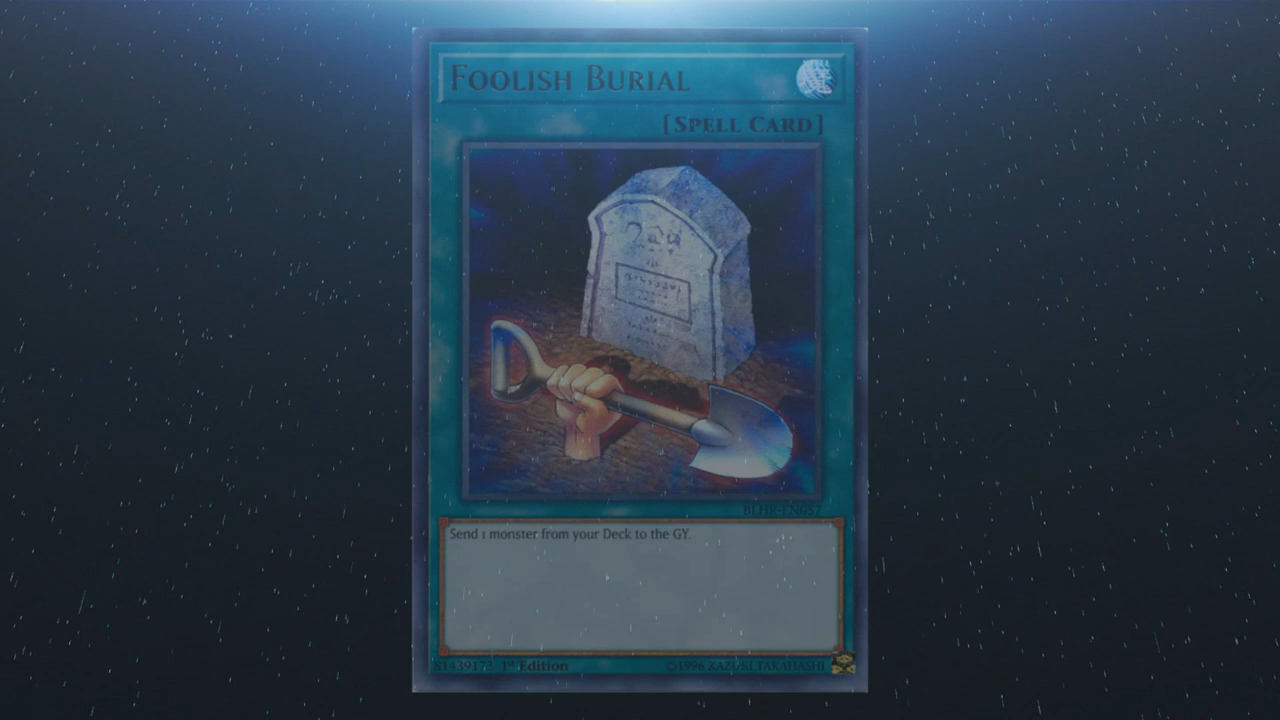 FOOLISH BURIAL
[SPELL CARD]
BLHR-EN057
Send 1 monster from your Deck to the GY.
81439173 1st Edition
©1996 KAZUKI TAKAHASHI